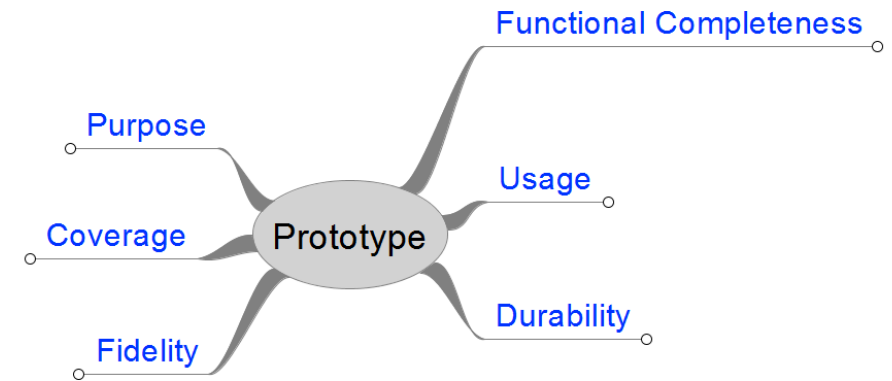 Functional Completeness
Purpose
Usage
Coverage
Prototype
Durability
Fidelity